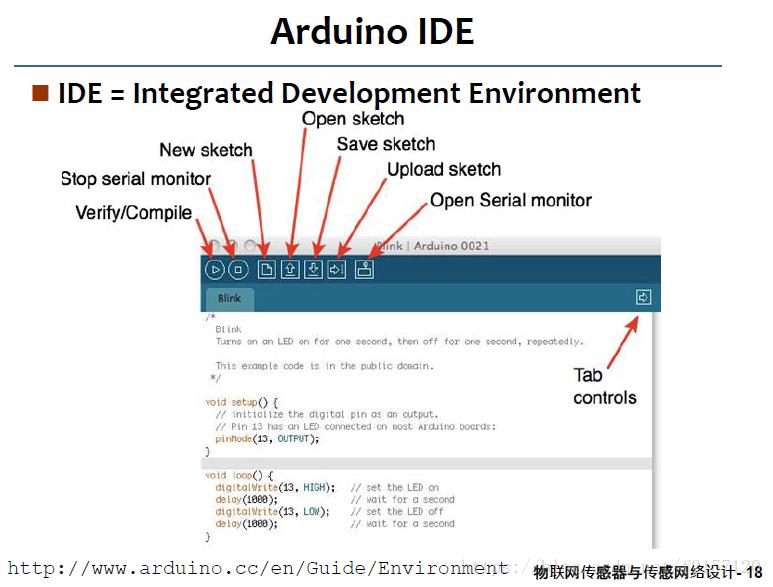 Arduino IDE
IDE = Integrated Development Environment
Open sketch
New sketch
Save sketch
Stop serial monitor
Upload sketch
Verify/Compile
Open Serial monitor
Blink | Arduino 0021
Blink
/*
Blink
Turns on an LED on for one second, then off for one second, repeatedly.
This example code is in the public domain.
*/
Tab
controls
void setup() {
// initialize the digital pin as an output.
// Pin 13 has an LED connected on most Arduino boards:
pinMode(13, OUTPUT);
}
void loop() {
digitalWrite(13, HIGH); // set the LED on
delay(1000); // wait for a second
digitalWrite(13, LOW); // set the LED off
delay(1000); // wait for a second
}
http://www.arduino.cc/en/Guide/Environment
物联网传感器与传感网络设计-18